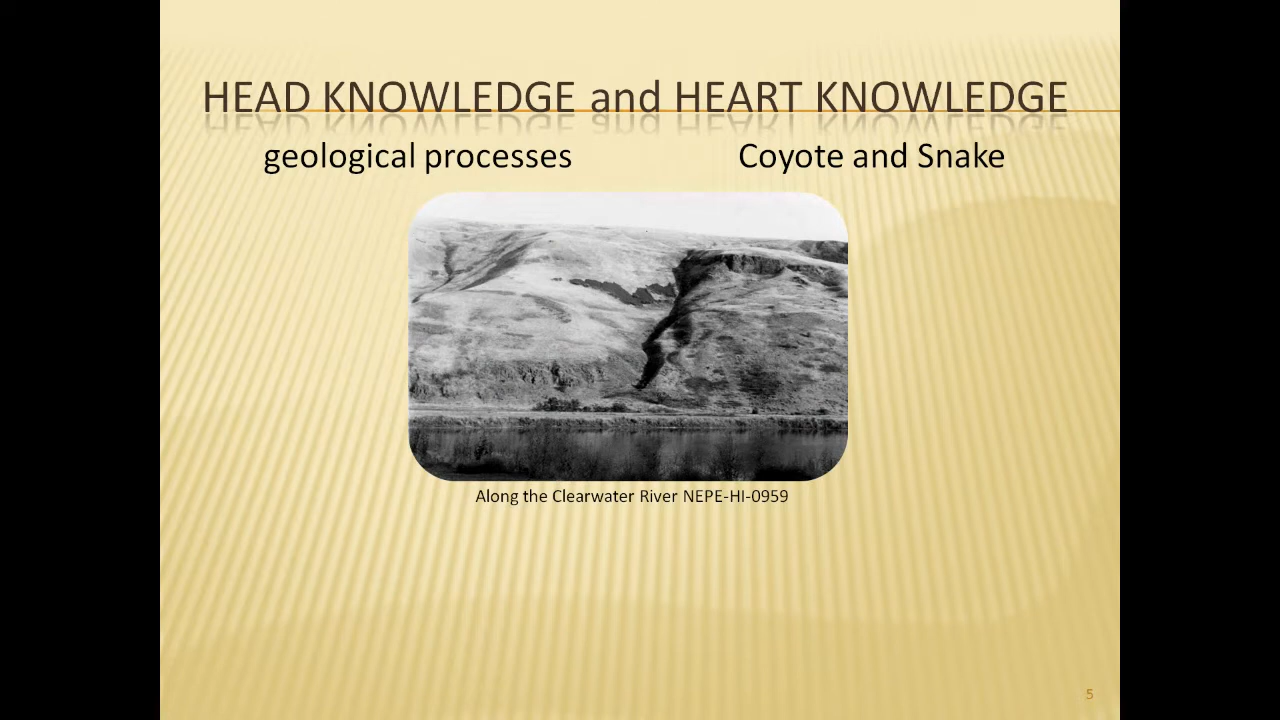 HEAD KNOWLEDGE and HEART KNOWLEDGE
geological processes
Coyote and Snake
Along the Clearwater River NEPE-HI-0959
5